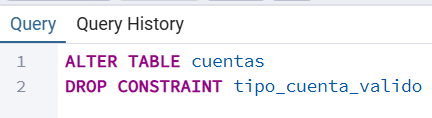 Query Query History
1 ALTER TABLE cuentas
2 DROP CONSTRAINT tipo_cuenta_valido